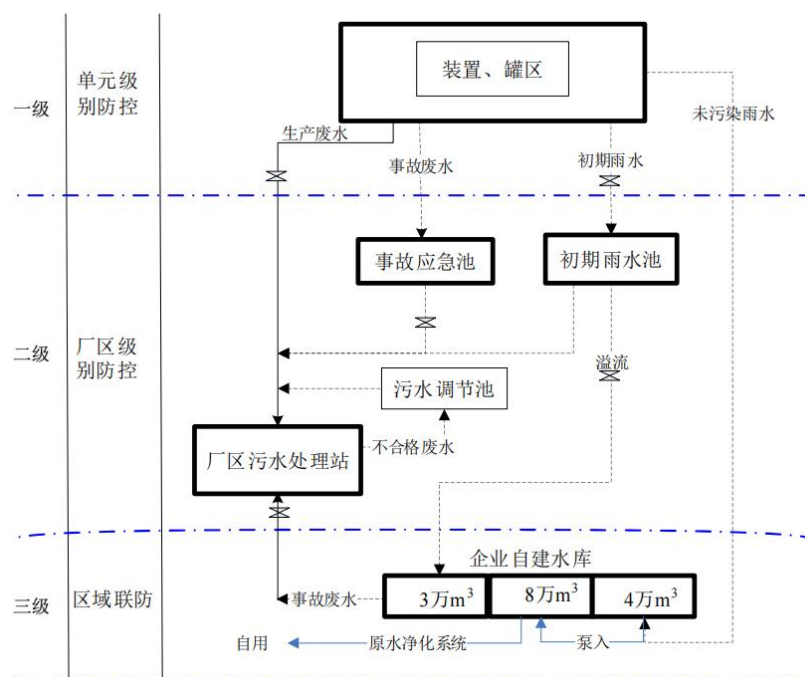 一级
单元级
别防控
装置、罐区
未污染雨水
生产废水
事故废水
初期雨水
二级
厂区级
别防控
事故应急池
初期雨水池
溢流
污水调节池
厂区污水处理站
不合格废水
三级
区域联防
企业自建水库
事故废水
3万m³
8万m³
4万m³
自用
原水净化系统
泵入